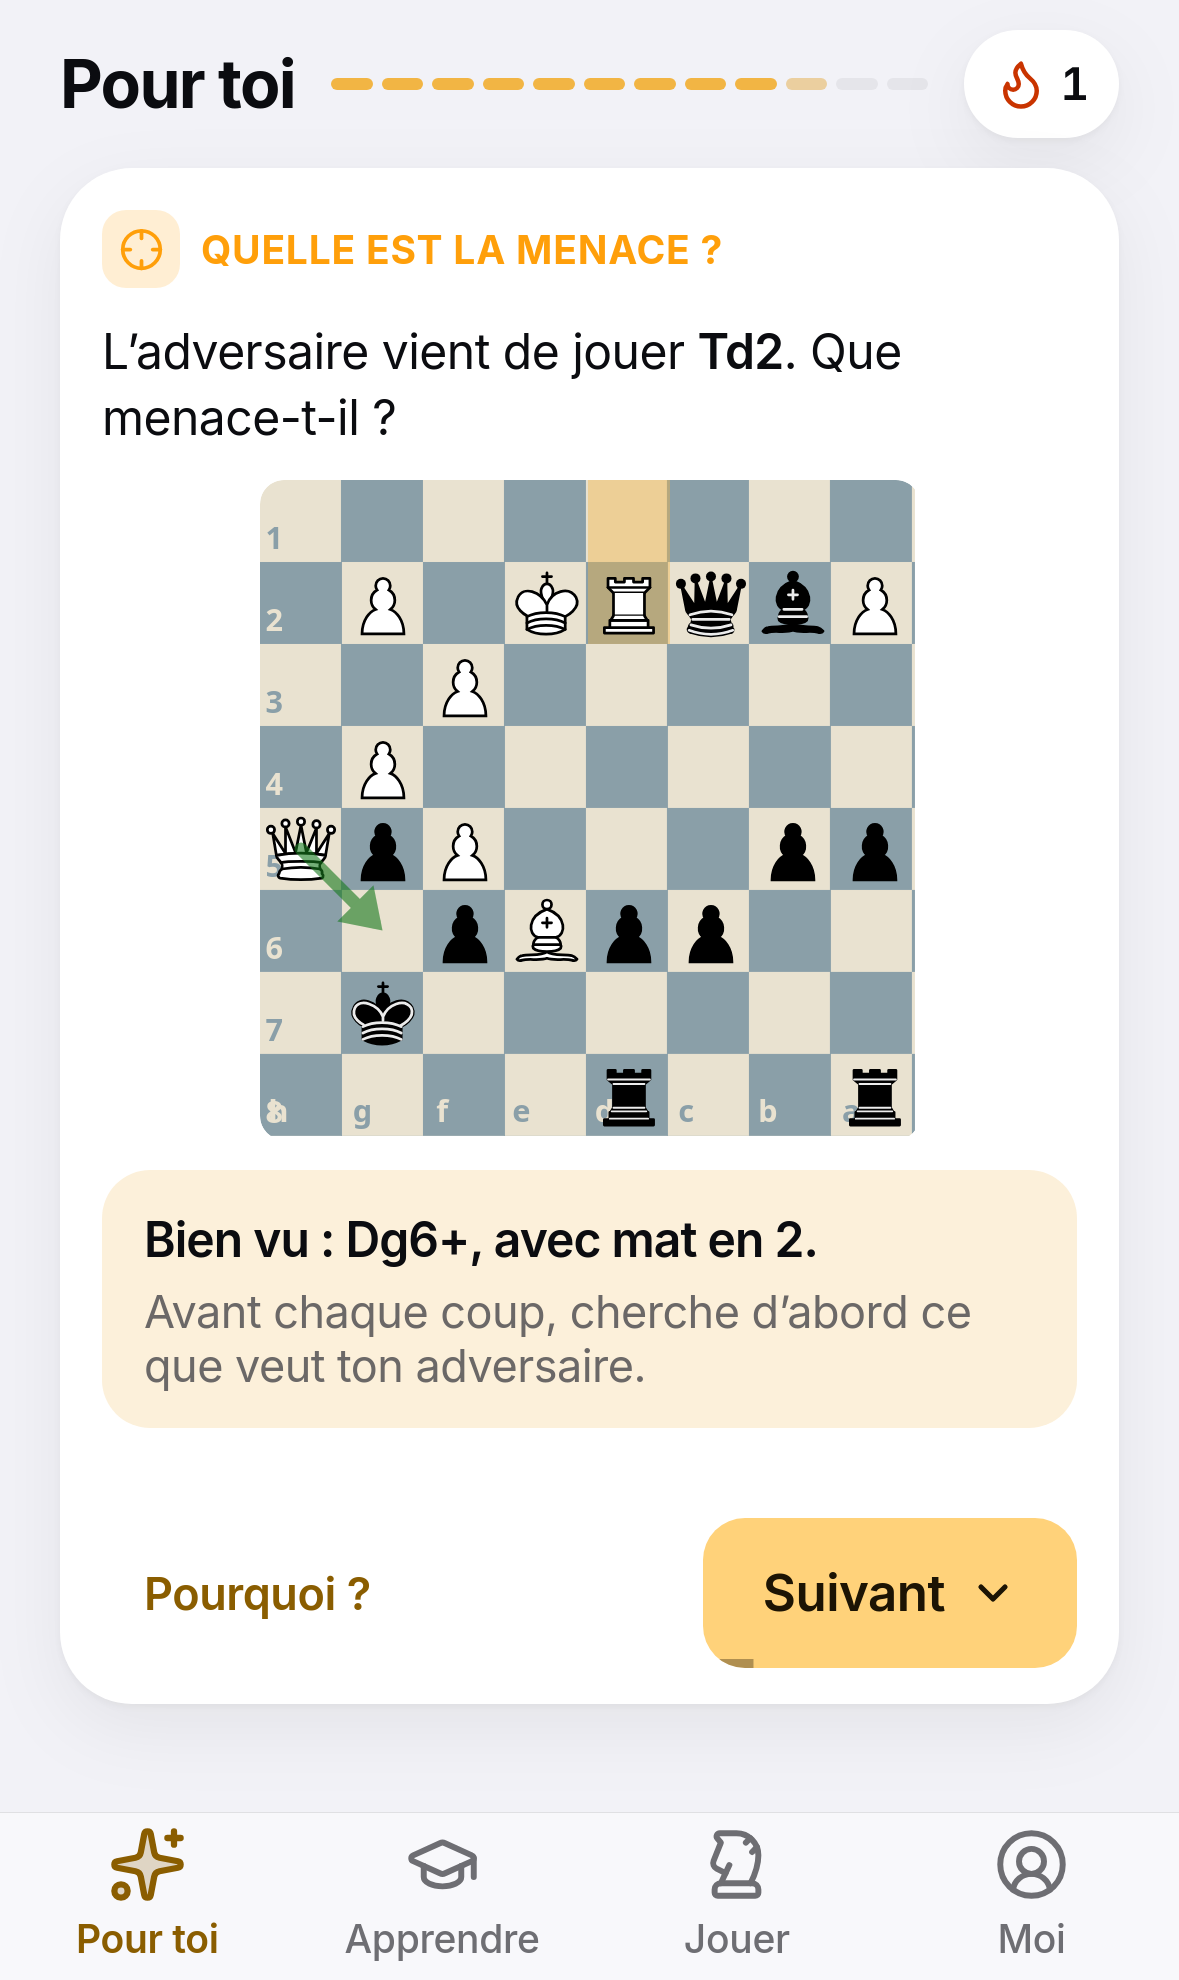 Pour toi
1
QUELLE EST LA MENACE ?
L’adversaire vient de jouer Td2. Que
menace-t-il ?
1
2
3
4
5
6
7
8
h g f e d c b a
Bien vu : Dg6+, avec mat en 2.
Avant chaque coup, cherche d’abord ce
que veut ton adversaire.
Pourquoi ?
Suivant
Pour toi
Apprendre
Jouer
Moi